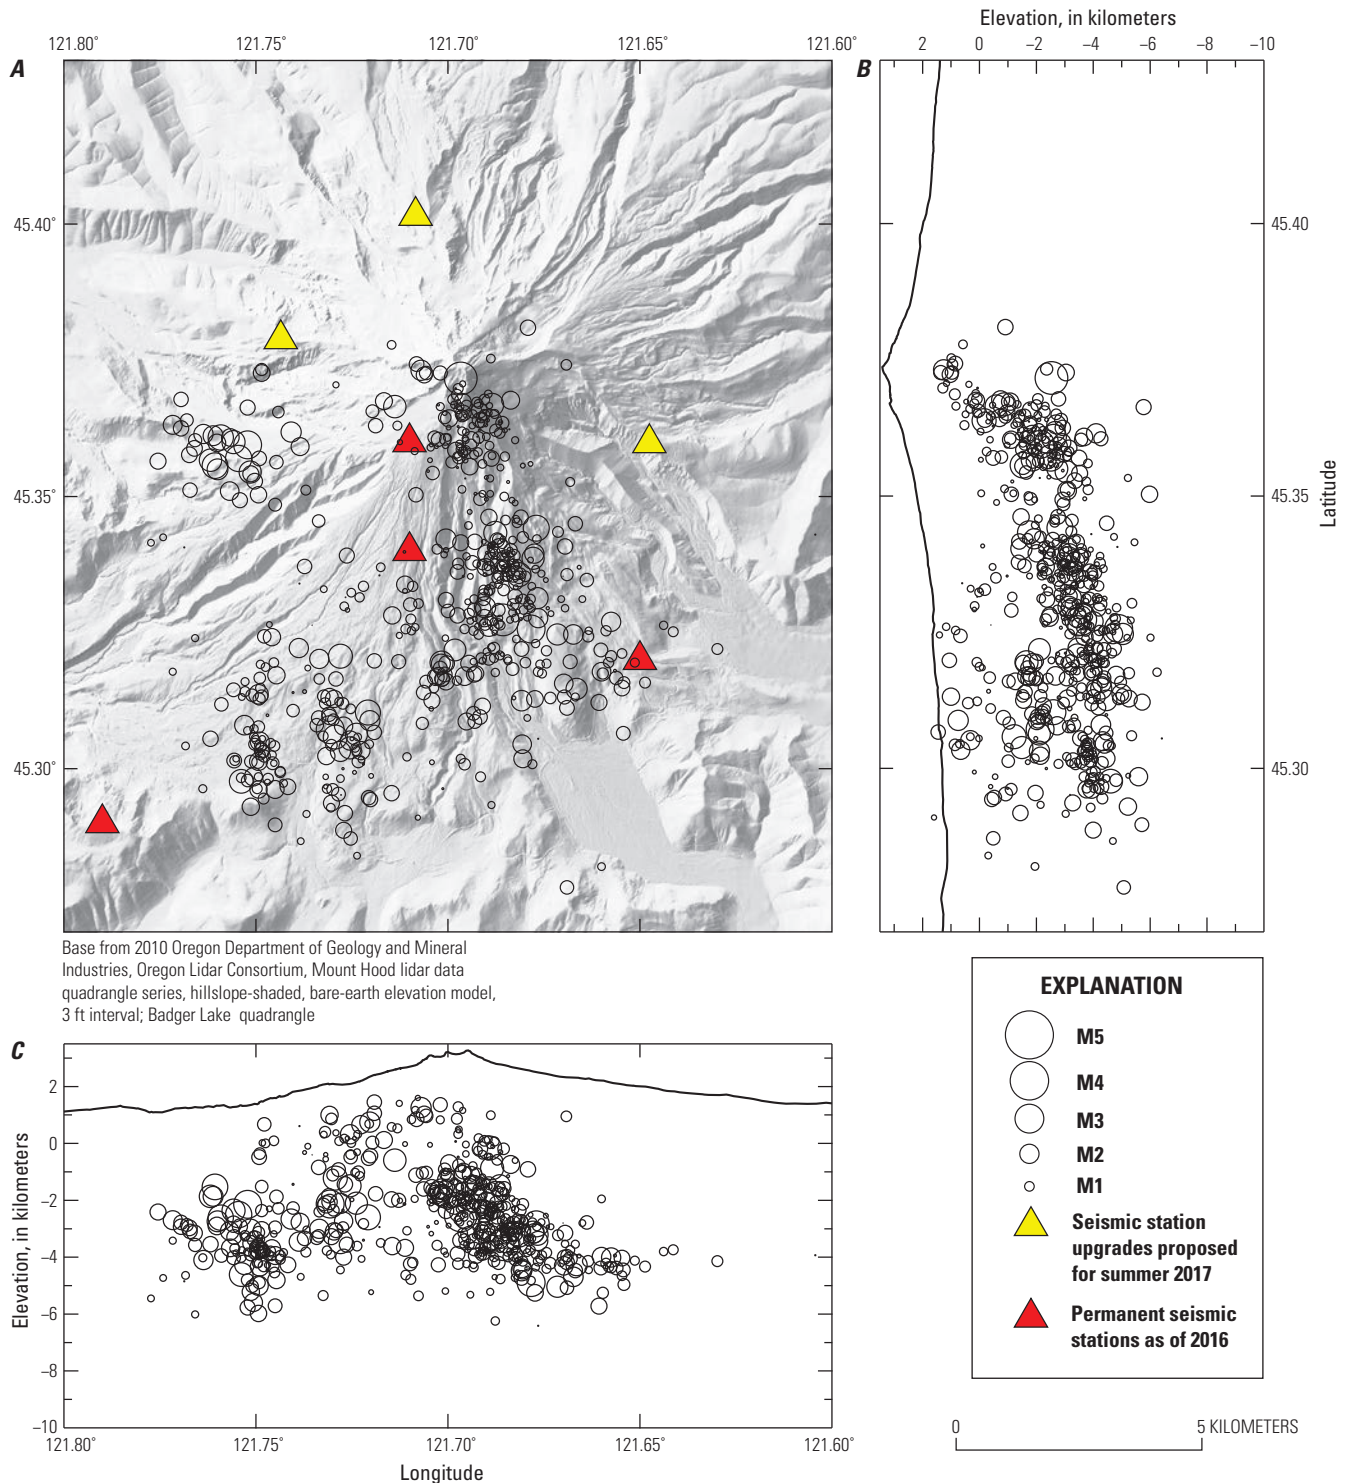 Elevation, in kilometers
121.80° 121.75° 121.70° 121.65° 121.60°
2 0 –2 –4 –6 –8 –10
A
B
45.40°
45.40°
45.35°
45.35°
Latitude
45.30°
45.30°
Base from 2010 Oregon Department of Geology and Mineral
Industries, Oregon Lidar Consortium, Mount Hood lidar data
quadrangle series, hillslope-shaded, bare-earth elevation model,
3 ft interval; Badger Lake quadrangle
C
2
0
–2
–4
–6
–8
–10
Elevation, in kilometers
121.80° 121.75° 121.70° 121.65° 121.60°
Longitude
EXPLANATION
M5
M4
M3
M2
M1
Seismic station
upgrades proposed
for summer 2017
Permanent seismic
stations as of 2016
0 5 KILOMETERS